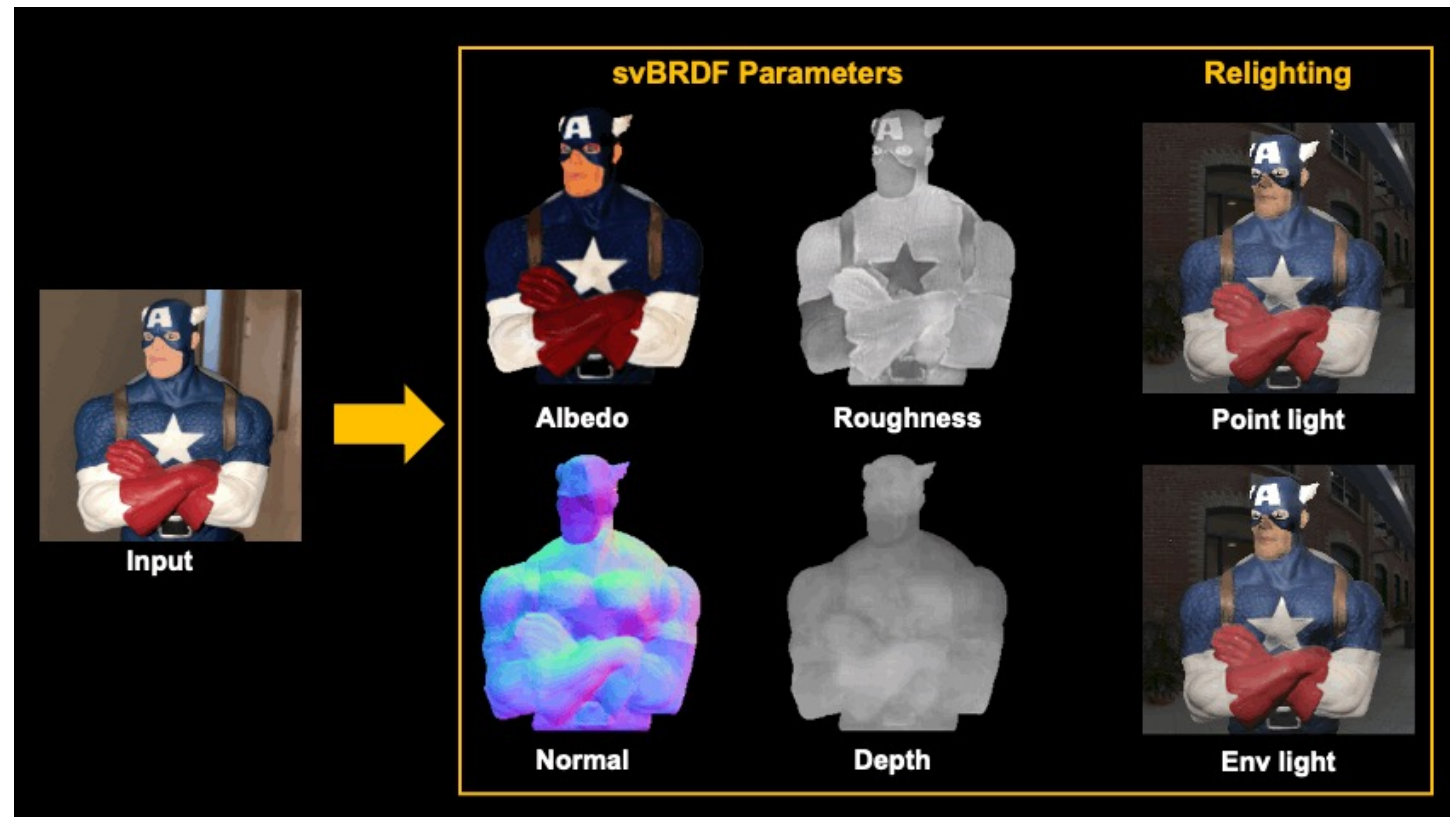 svBRDF Parameters
Relighting
A
A
A
A
Albedo
Roughness
Point light
Input
A
Normal
Depth
Env light